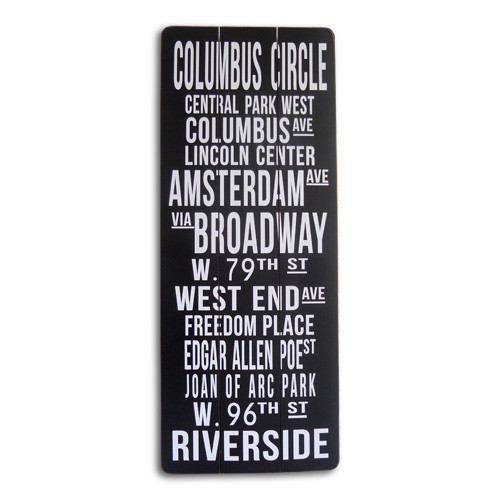 COLUMBUS CIRCLE
CENTRAL PARK WEST
COLUMBUS AVE
LINCOLN CENTER
AMSTERDAM AVE
VIA BROADWAY
W. 79TH ST
WEST END AVE
FREEDOM PLACE
EDGAR ALLEN POE ST
JOAN OF ARC PARK
W. 96TH ST
RIVERSIDE